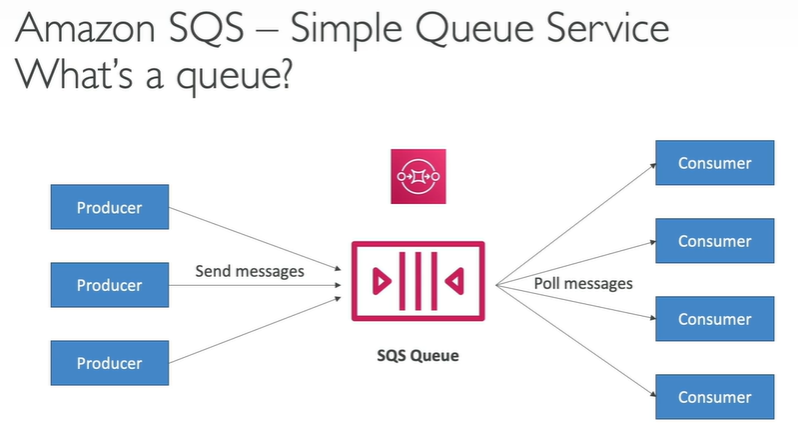 Amazon SQS – Simple Queue Service
What's a queue?
Producer
Producer
Producer
Send messages
SQS Queue
Poll messages
Consumer
Consumer
Consumer
Consumer